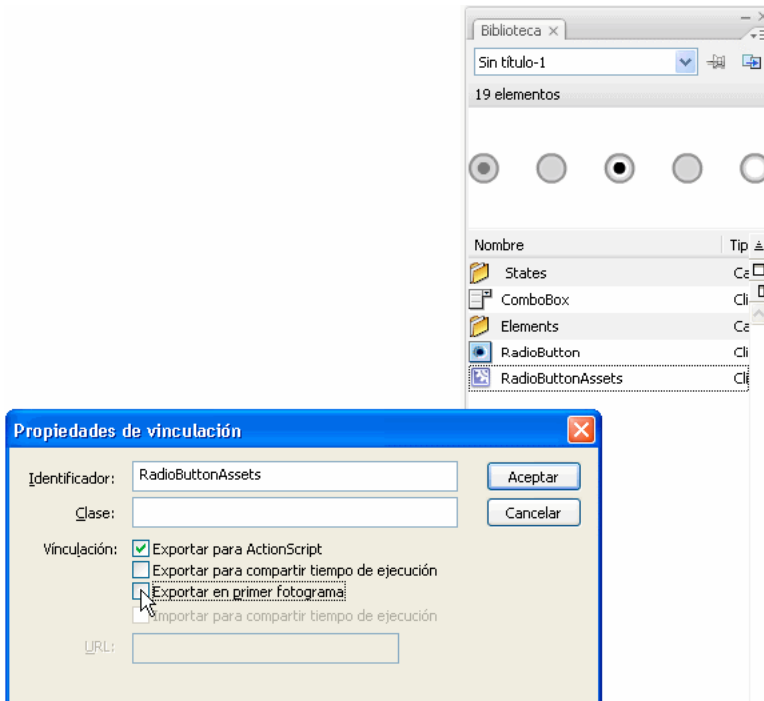 Biblioteca
Sin título-1
19 elementos
Nombre Tip
States Ca
ComboBox Cli
Elements Ca
RadioButton Cli
RadioButtonAssets Cli
Propiedades de vinculación
Identificador: RadioButtonAssets Aceptar
Clase: Cancelar
Vinculación: Exportar para ActionScript
Exportar para compartir tiempo de ejecución
Exportar en primer fotograma
Importar para compartir tiempo de ejecución
URL: